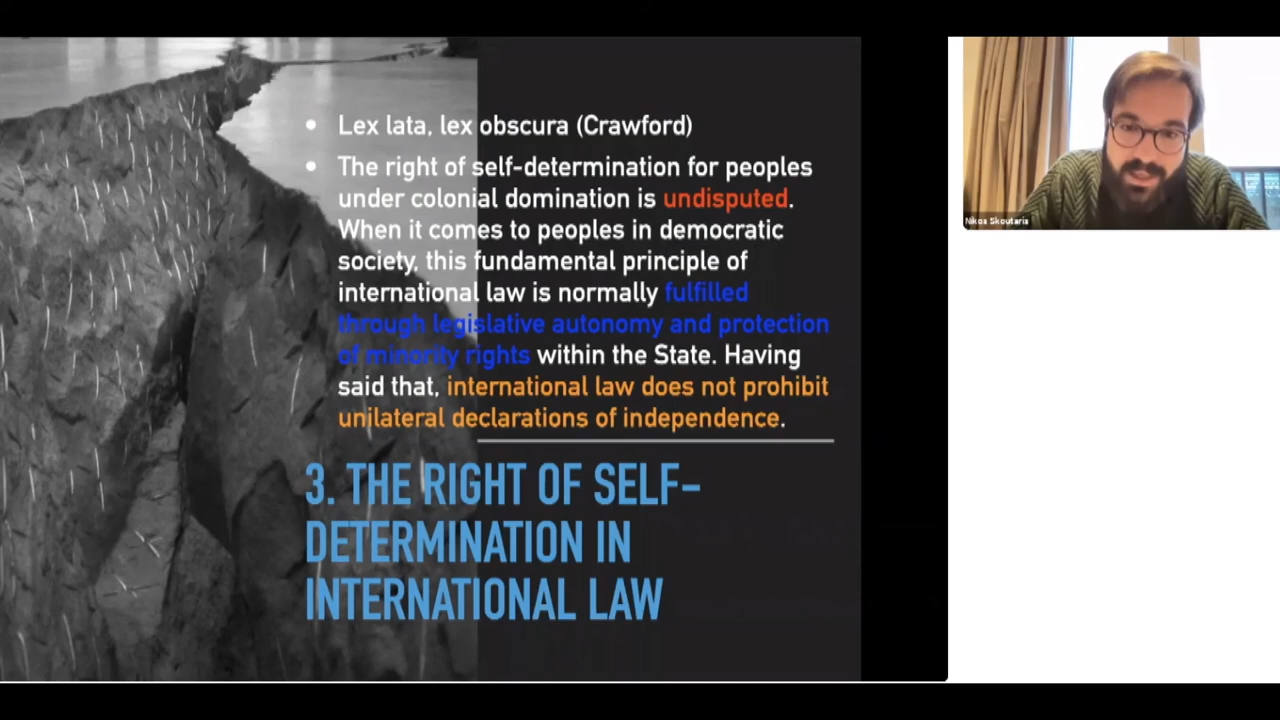 Lex lata, lex obscura (Crawford)
The right of self-determination for peoples
under colonial domination is undisputed.
When it comes to peoples in democratic
society, this fundamental principle of
international law is normally fulfilled
through legislative autonomy and protection
of minority rights within the State. Having
said that, international law does not prohibit
unilateral declarations of independence.
3. THE RIGHT OF SELF-
DETERMINATION IN
INTERNATIONAL LAW
Nikos Skoutaris